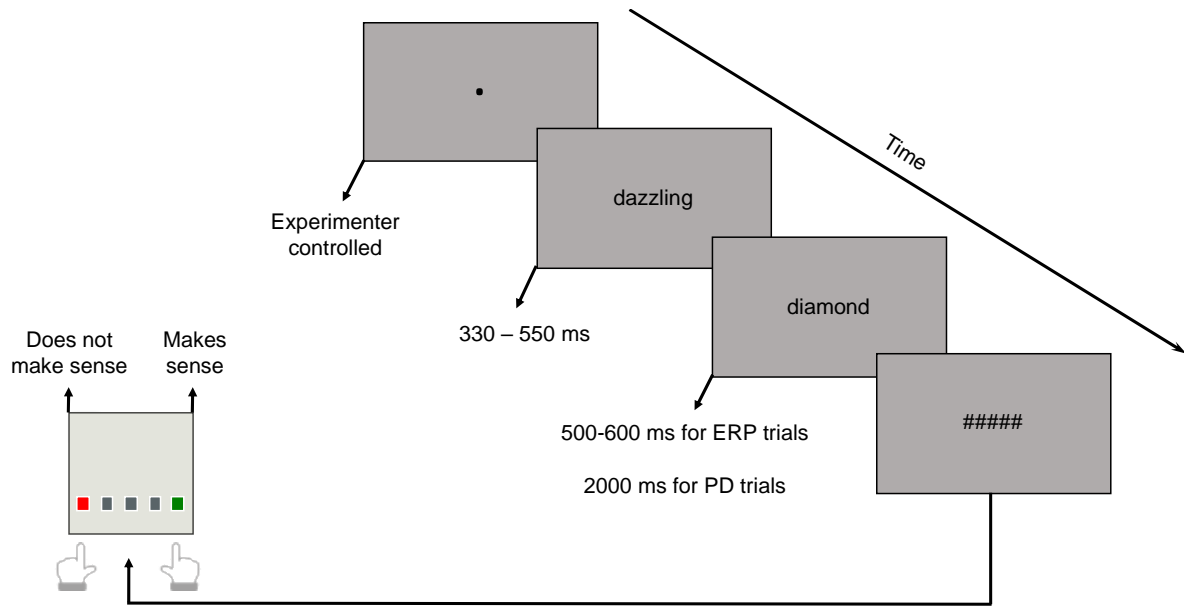 Time
dazzling
Experimenter
controlled
diamond
330 – 550 ms
Does not
make sense
Makes
sense
500-600 ms for ERP trials
#####
2000 ms for PD trials